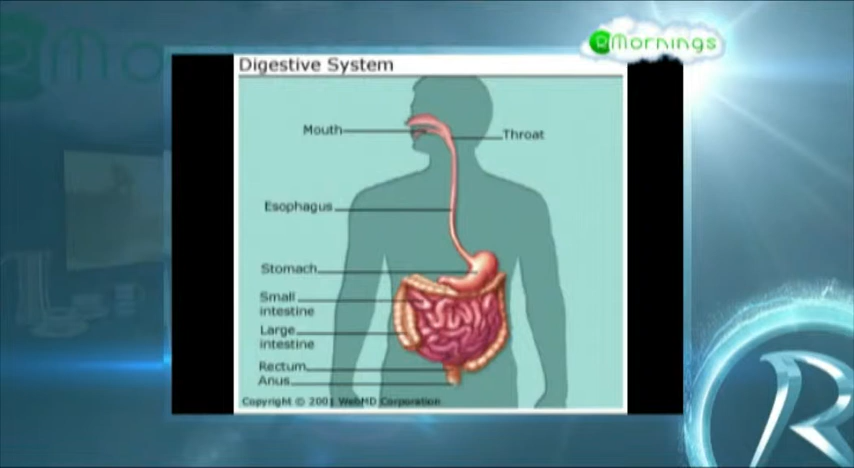 Mornings
Digestive System
Mouth
Throat
Esophagus
Stomach
Small
intestine
Large
intestine
Rectum
Anus
Copyright © 2001 WebMD Corporation
R